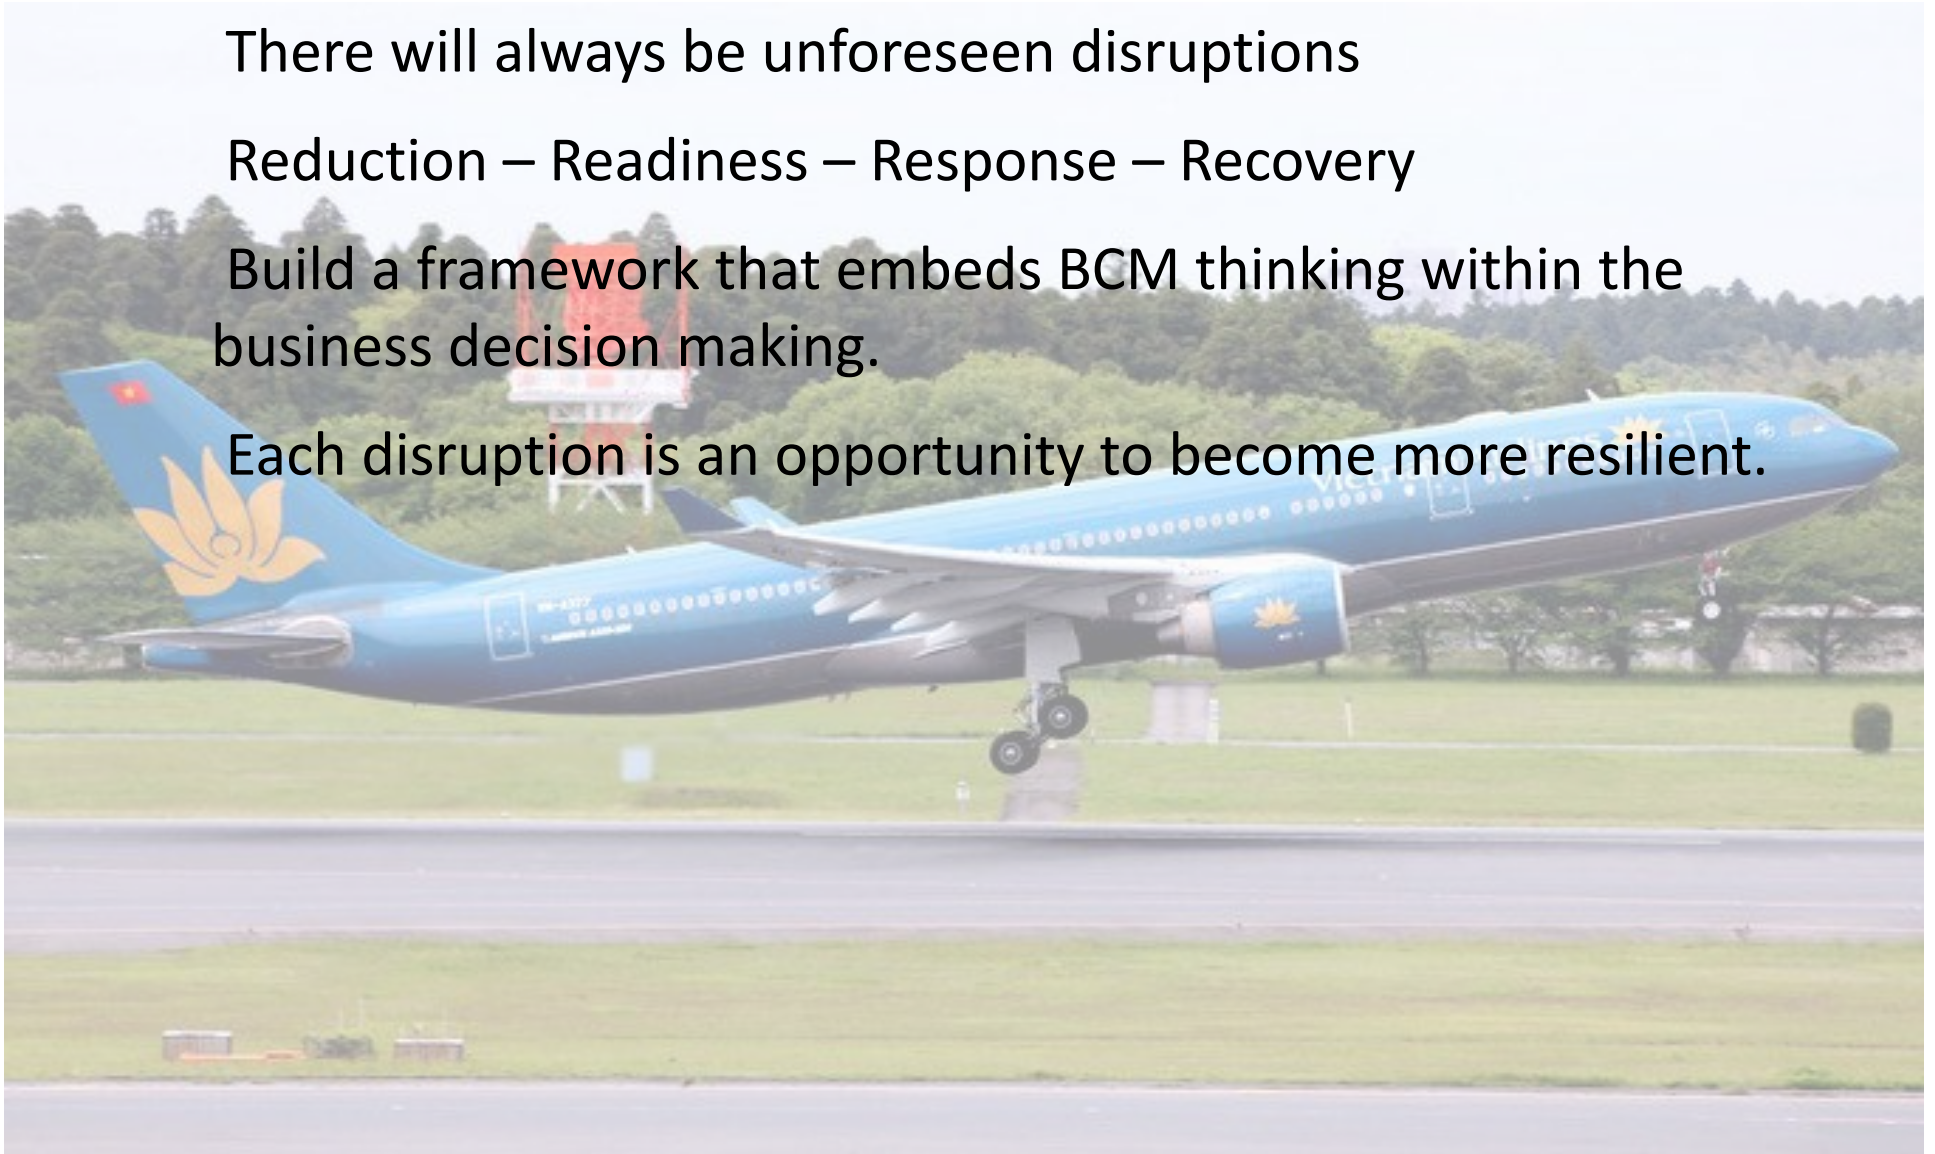 There will always be unforeseen disruptions
Reduction – Readiness – Response – Recovery
Build a framework that embeds BCM thinking within the
business decision making.
Each disruption is an opportunity to become more resilient.